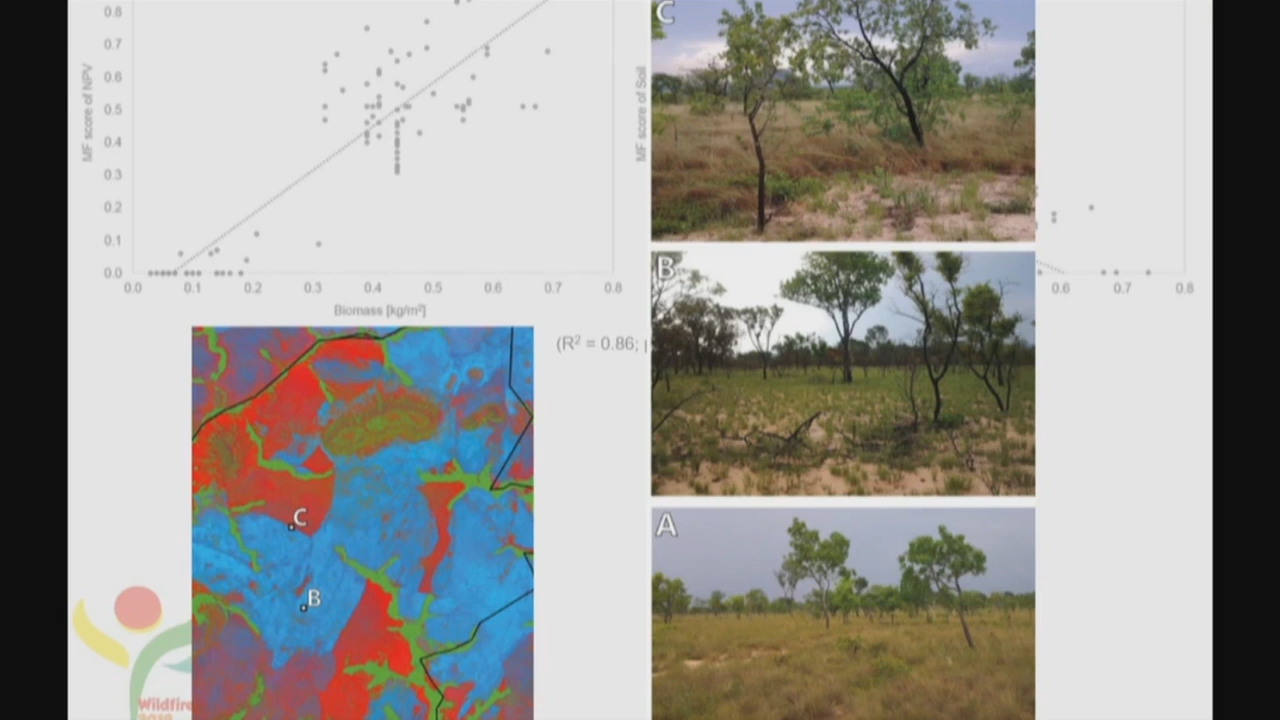 0.8
0.7
0.6
0.5
0.4
0.3
0.2
0.1
0.0
MF score of NPV
0.0 0.1 0.2 0.3 0.4 0.5 0.6 0.7 0.8
Biomass [kg/m²]
MF score of Soil
0.6 0.7 0.8
(R² = 0.86;
C
B
A
C
B
Wildfire
2019